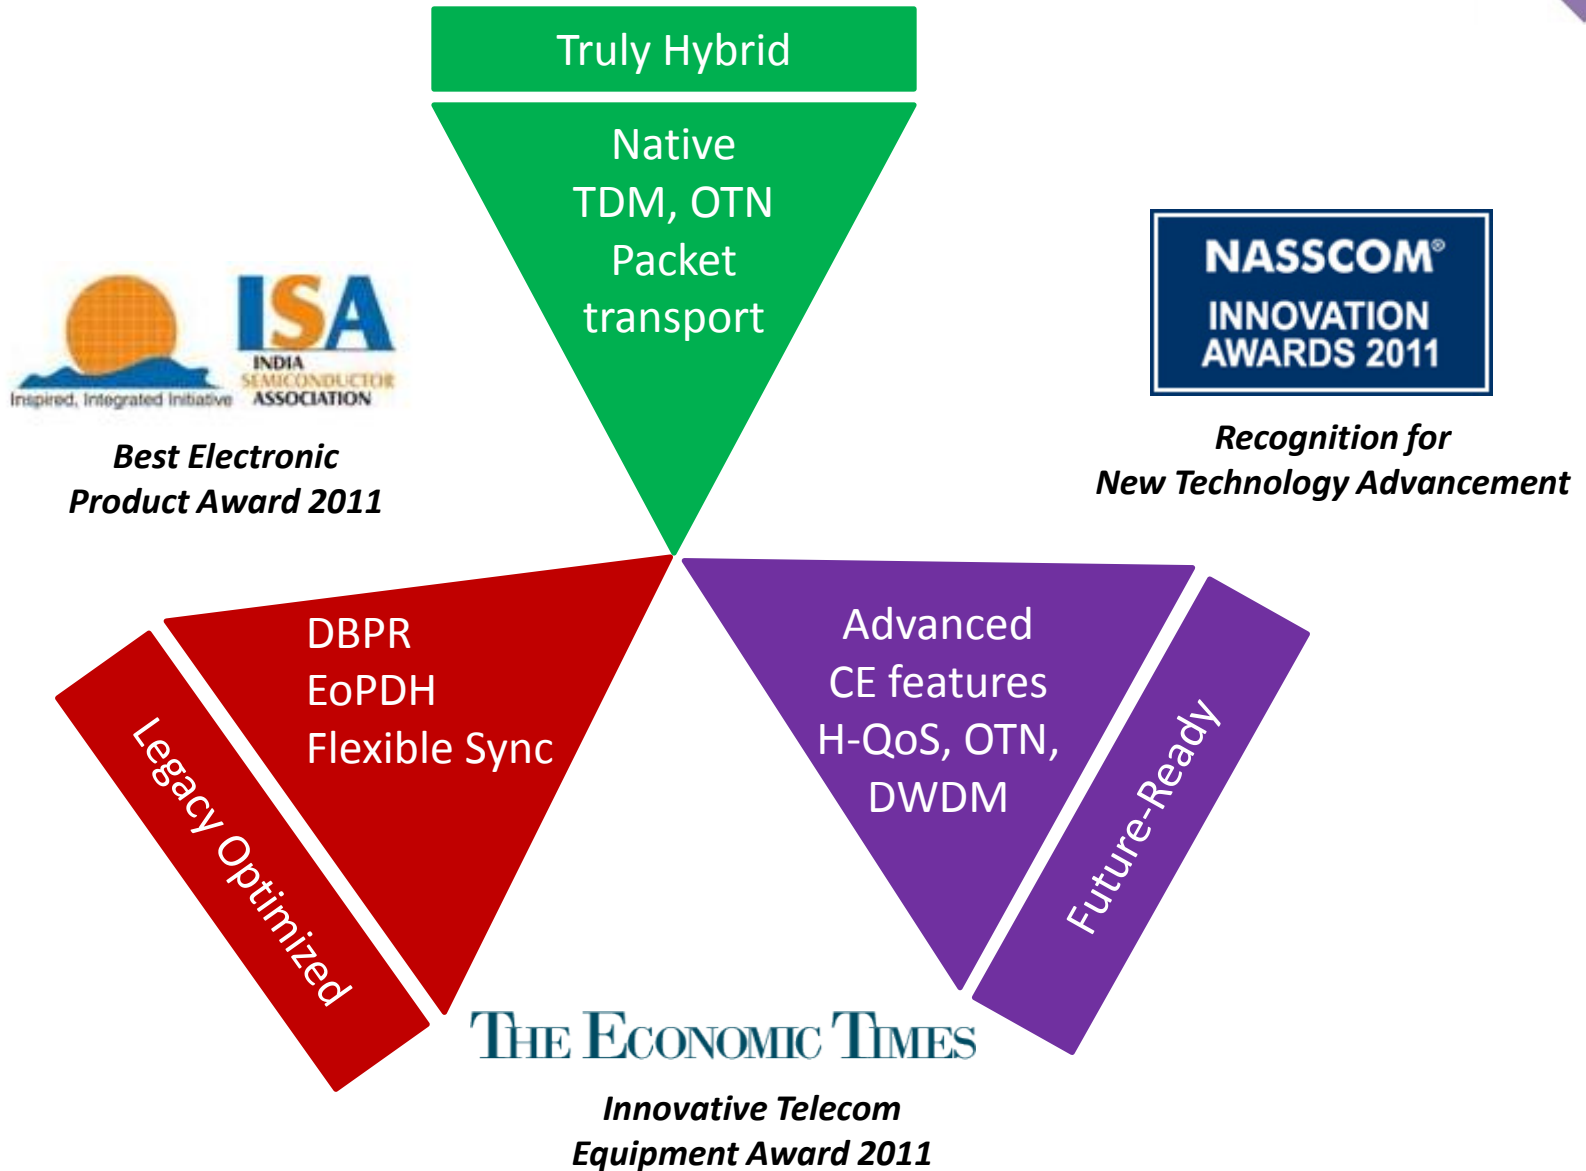 Truly Hybrid
Native
TDM, OTN
Packet
transport
ISA
INDIA
SEMICONDUCTOR
ASSOCIATION
Inspired, Integrated Initiative
Best Electronic
Product Award 2011
NASSCOM®
INNOVATION
AWARDS 2011
Recognition for
New Technology Advancement
DBPR
EoPDH
Flexible Sync
Legacy Optimized
Advanced
CE features
H-QoS, OTN,
DWDM
Future-Ready
THE ECONOMIC TIMES
Innovative Telecom
Equipment Award 2011